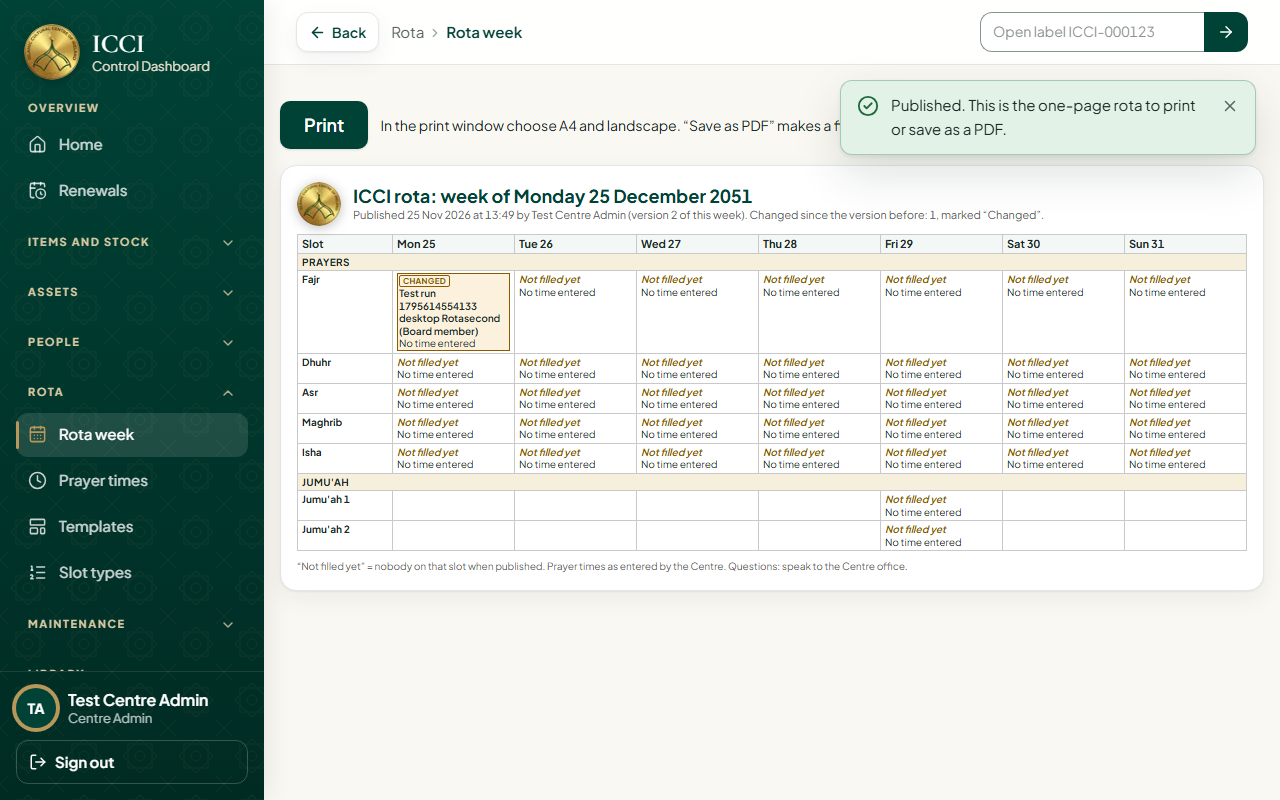 ICCI
Control Dashboard
OVERVIEW
Home
Renewals
ITEMS AND STOCK
ASSETS
PEOPLE
ROTA
Rota week
Prayer times
Templates
Slot types
MAINTENANCE
TA
Test Centre Admin
Centre Admin
Sign out
Back
Rota
Rota week
Open label ICCI-000123
Published. This is the one-page rota to print
or save as a PDF.
Print
In the print window choose A4 and landscape. “Save as PDF” makes a
ICCI rota: week of Monday 25 December 2051
Published 25 Nov 2026 at 13:49 by Test Centre Admin (version 2 of this week). Changed since the version before: 1, marked “Changed”.
Slot Mon 25 Tue 26 Wed 27 Thu 28 Fri 29 Sat 30 Sun 31
PRAYERS
Fajr
CHANGED
Test run
1795614554133
desktop Rotasecond
(Board member)
No time entered
Not filled yet Not filled yet Not filled yet Not filled yet Not filled yet Not filled yet
No time entered No time entered No time entered No time entered No time entered No time entered
Dhuhr Not filled yet Not filled yet Not filled yet Not filled yet Not filled yet Not filled yet Not filled yet
No time entered No time entered No time entered No time entered No time entered No time entered No time entered
Asr Not filled yet Not filled yet Not filled yet Not filled yet Not filled yet Not filled yet Not filled yet
No time entered No time entered No time entered No time entered No time entered No time entered No time entered
Maghrib Not filled yet Not filled yet Not filled yet Not filled yet Not filled yet Not filled yet Not filled yet
No time entered No time entered No time entered No time entered No time entered No time entered No time entered
Isha Not filled yet Not filled yet Not filled yet Not filled yet Not filled yet Not filled yet Not filled yet
No time entered No time entered No time entered No time entered No time entered No time entered No time entered
JUMU'AH
Jumu'ah 1 Not filled yet
No time entered
Jumu'ah 2 Not filled yet
No time entered
“Not filled yet” = nobody on that slot when published. Prayer times as entered by the Centre. Questions: speak to the Centre office.